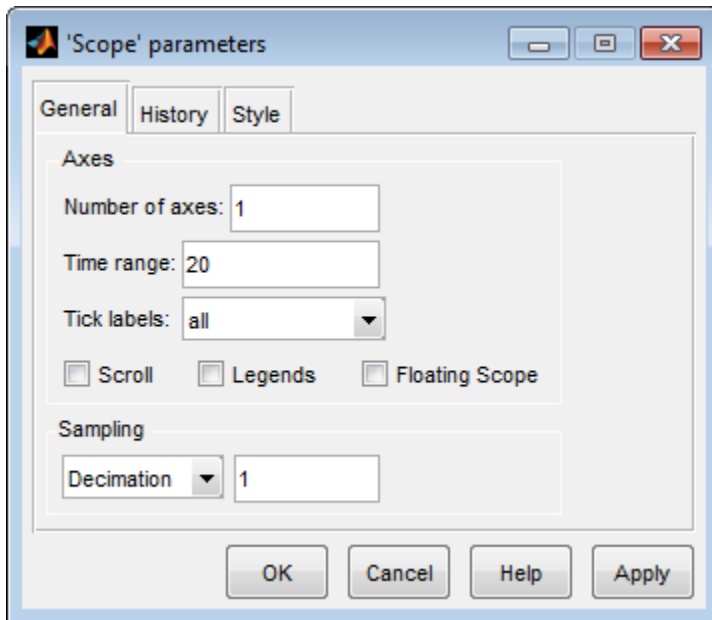 'Scope' parameters
General History Style
Axes
Number of axes: 1
Time range: 20
Tick labels: all
Scroll Legends Floating Scope
Sampling
Decimation 1
OK Cancel Help Apply